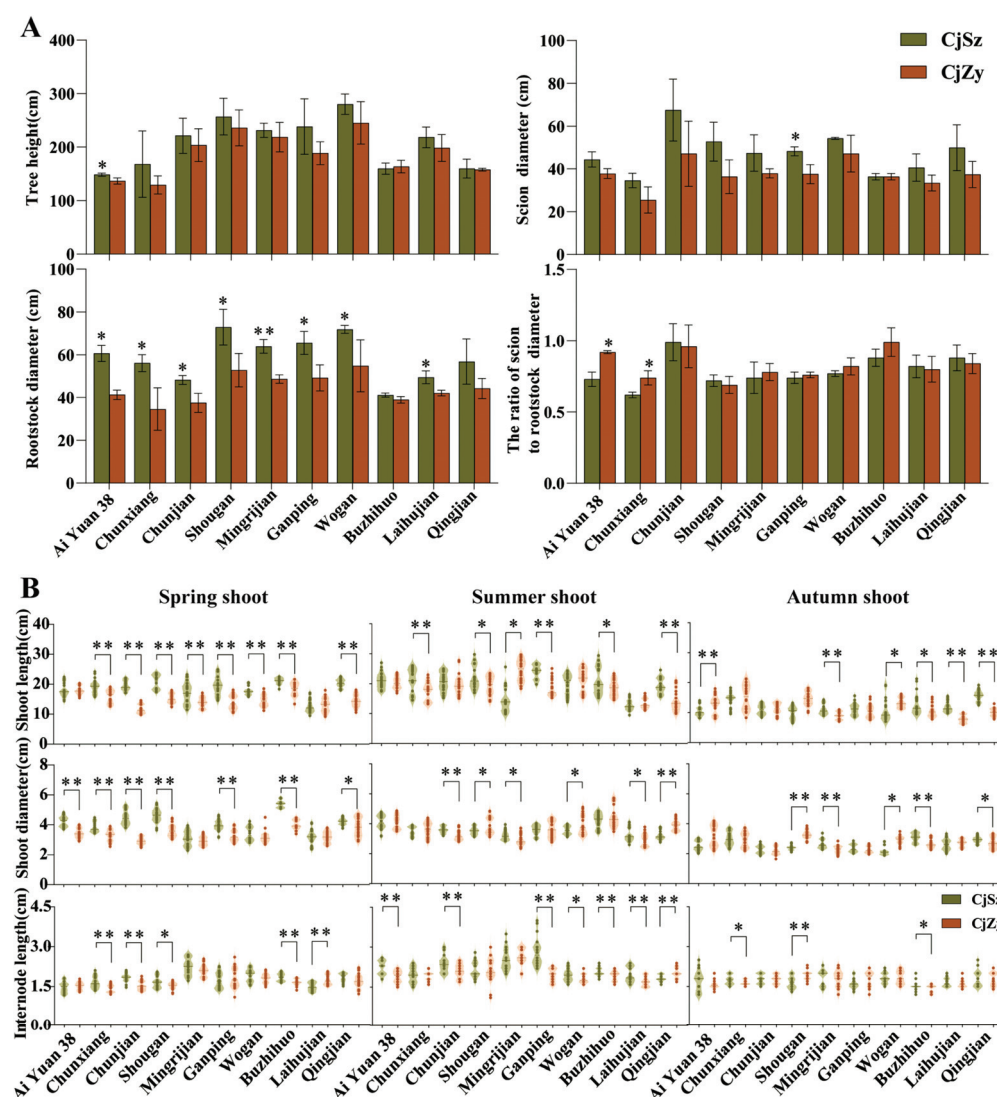 A
Tree height(cm)
400
300
200
100
0
Scion diameter (cm)
100
80
60
40
20
0
CjSz
CjZy
*
*
Rootstock diameter (cm)
100
80
60
40
20
0
* * * * ** * * *
The ratio of scion
to rootstock diameter
1.5
1.0
0.5
0.0
* *
Ai Yuan 38 Chunxiang Chunjian Shougan Mingrijian Ganping Wogan Buzhihuo Laihujian Qingjian
Ai Yuan 38 Chunxiang Chunjian Shougan Mingrijian Ganping Wogan Buzhihuo Laihujian Qingjian
B
Spring shoot Summer shoot Autumn shoot
Shoot length(cm)
40
30
20
10
0
** ** ** ** ** ** ** **
** * * ** * **
** ** * * ** **
Shoot diameter(cm)
8
6
4
2
0
** ** ** ** ** ** *
** * * * * **
** ** * ** *
Internode length(cm)
4.5
3.0
1.5
0.0
** ** * ** **
** ** ** * ** ** **
* ** *
CjSz
CjZy
Ai Yuan 38 Chunxiang Chunjian Shougan Mingrijian Ganping Wogan Buzhihuo Laihujian Qingjian
Ai Yuan 38 Chunxiang Chunjian Shougan Mingrijian Ganping Wogan Buzhihuo Laihujian Qingjian
Ai Yuan 38 Chunxiang Chunjian Shougan Mingrijian Ganping Wogan Buzhihuo Laihujian Qingjian